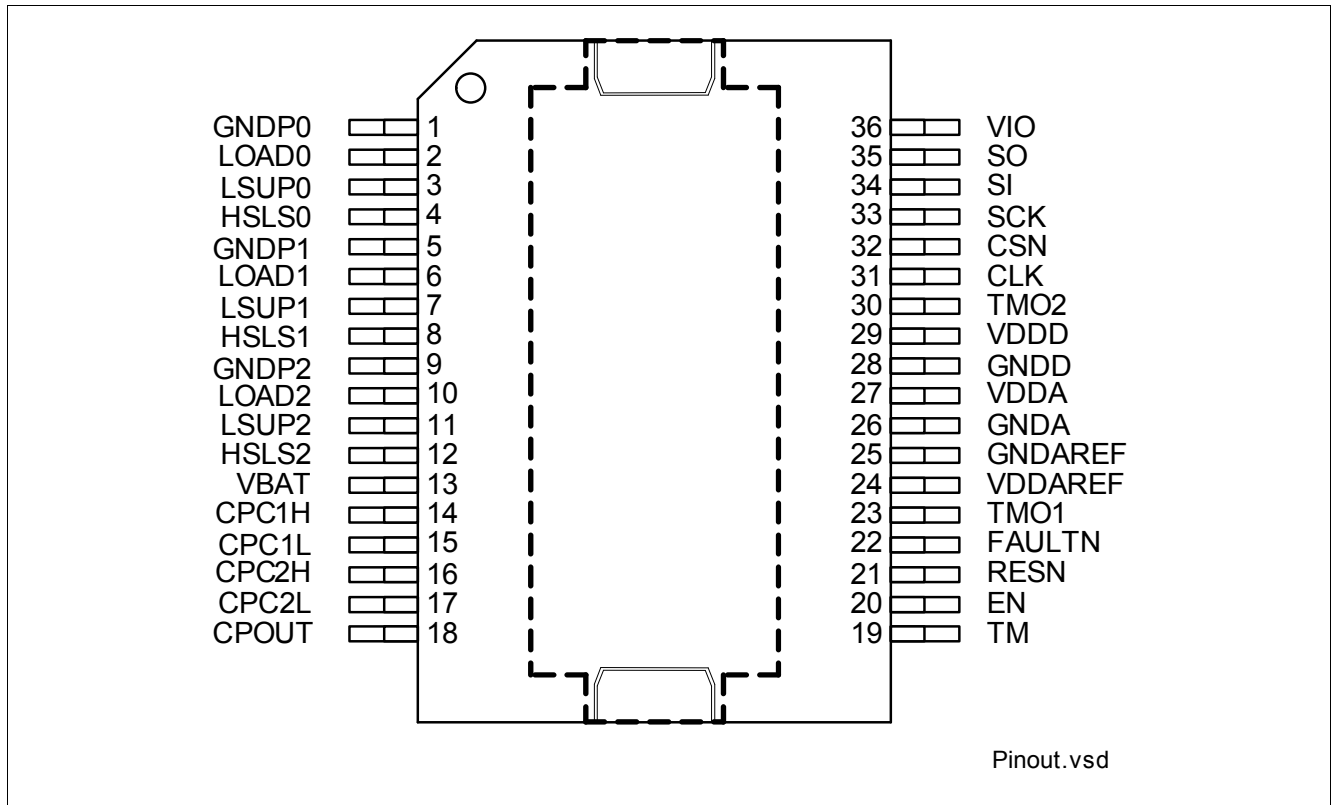 GNDP0 1 36 VIO
LOAD0 2 35 SO
LSUP0 3 34 SI
HSLS0 4 33 SCK
GNDP1 5 32 CSN
LOAD1 6 31 CLK
LSUP1 7 30 TMO2
HSLS1 8 29 VDDD
GNDP2 9 28 GNDD
LOAD2 10 27 VDDA
LSUP2 11 26 GNDA
HSLS2 12 25 GNDAREF
VBAT 13 24 VDDAREF
CPC1H 14 23 TMO1
CPC1L 15 22 FAULTN
CPC2H 16 21 RESN
CPC2L 17 20 EN
CPOUT 18 19 TM
Pinout.vsd